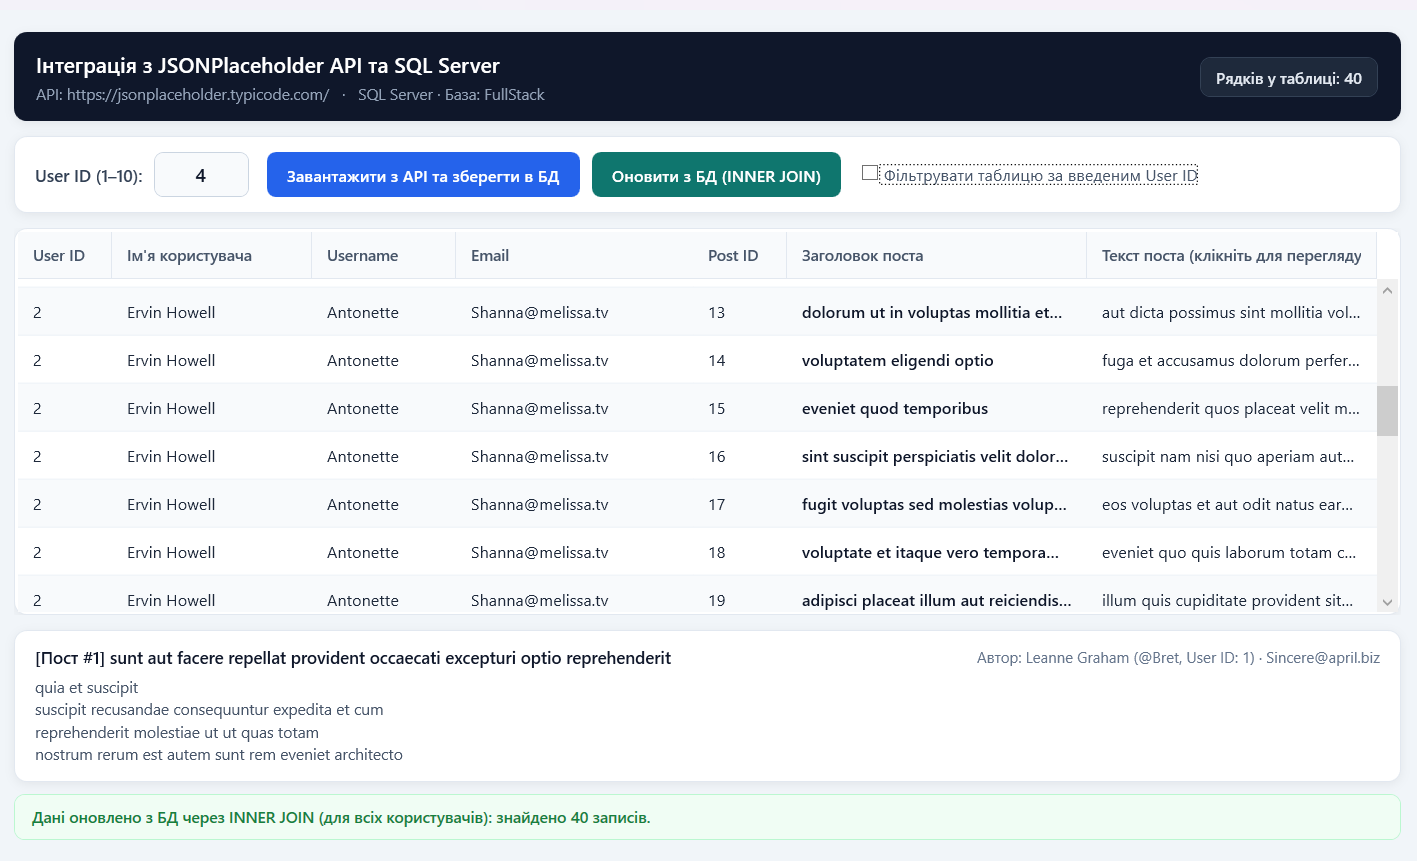 Інтеграція з JSONPlaceholder API та SQL Server
API: https://jsonplaceholder.typicode.com/ · SQL Server · База: FullStack
Рядків у таблиці: 40
User ID (1–10): 4 Завантажити з API та зберегти в БД Оновити з БД (INNER JOIN) Фільтрувати таблицю за введеним User ID
User ID Ім'я користувача Username Email Post ID Заголовок поста Текст поста (клікніть для перегляду
2 Ervin Howell Antonette Shanna@melissa.tv 13 dolorum ut in voluptas mollitia et... aut dicta possimus sint mollitia vol...
2 Ervin Howell Antonette Shanna@melissa.tv 14 voluptatem eligendi optio fuga et accusamus dolorum perfer...
2 Ervin Howell Antonette Shanna@melissa.tv 15 eveniet quod temporibus reprehenderit quos placeat velit m...
2 Ervin Howell Antonette Shanna@melissa.tv 16 sint suscipit perspiciatis velit dolor... suscipit nam nisi quo aperiam aut...
2 Ervin Howell Antonette Shanna@melissa.tv 17 fugit voluptas sed molestias volup... eos voluptas et aut odit natus ear...
2 Ervin Howell Antonette Shanna@melissa.tv 18 voluptate et itaque vero tempora... eveniet quo quis laborum totam c...
2 Ervin Howell Antonette Shanna@melissa.tv 19 adipisci placeat illum aut reiciendis... illum quis cupiditate provident sit...
[Пост #1] sunt aut facere repellat provident occaecati excepturi optio reprehenderit
Автор: Leanne Graham (@Bret, User ID: 1) · Sincere@april.biz
quia et suscipit
suscipit recusandae consequuntur expedita et cum
reprehenderit molestiae ut ut quas totam
nostrum rerum est autem sunt rem eveniet architecto
Дані оновлено з БД через INNER JOIN (для всіх користувачів): знайдено 40 записів.